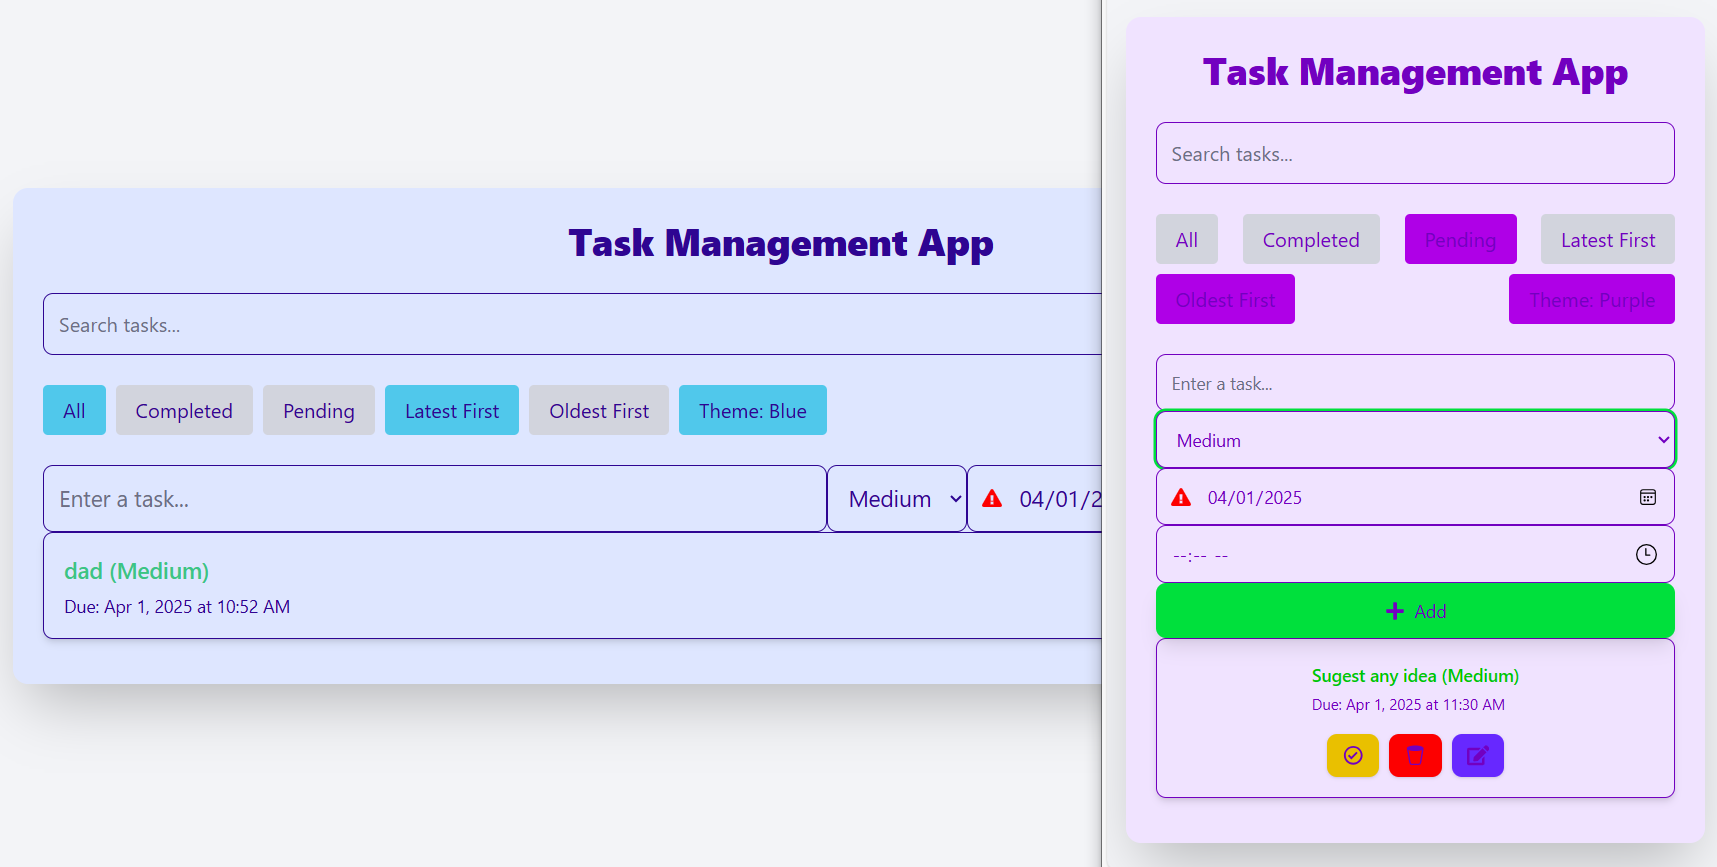 Task Management App
Search tasks...
All Completed Pending Latest First Oldest First Theme: Blue
Enter a task... Medium 04/01/2
dad (Medium)
Due: Apr 1, 2025 at 10:52 AM
Task Management App
Search tasks...
All Completed Pending Latest First
Oldest First Theme: Purple
Enter a task...
Medium
04/01/2025
--:-- --
Add
Sugest any idea (Medium)
Due: Apr 1, 2025 at 11:30 AM